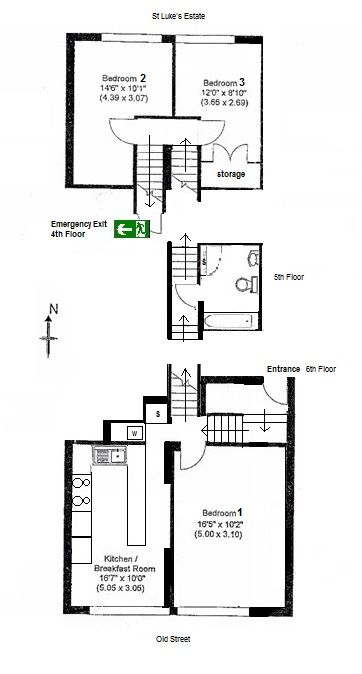 St Luke's Estate
Bedroom 2
14'6" x 10'1"
(4.39 x 3.07)
Bedroom 3
12'0" x 8'10"
(3.66 x 2.69)
storage
Emergency Exit
4th Floor
5th Floor
N
Entrance 6th Floor
S
W
Bedroom 1
16'5" x 10'2"
(5.00 x 3.10)
Kitchen /
Breakfast Room
16'7" x 10'0"
(5.05 x 3.05)
Old Street